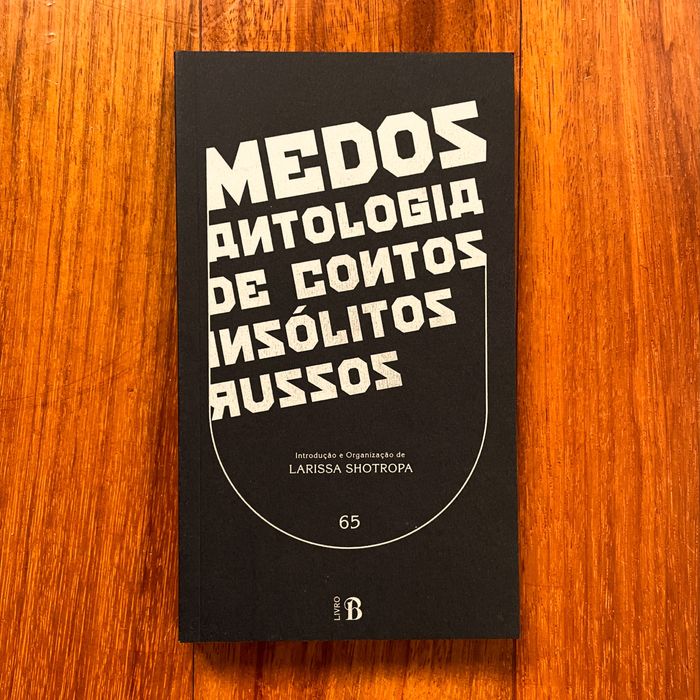 MEDOS
ANTOLOGIA
DE CONTOS
INSÓLITOS
RUSSOS
Introdução e Organização de
LARISSA SHOTROPA
65
LIVRO
B